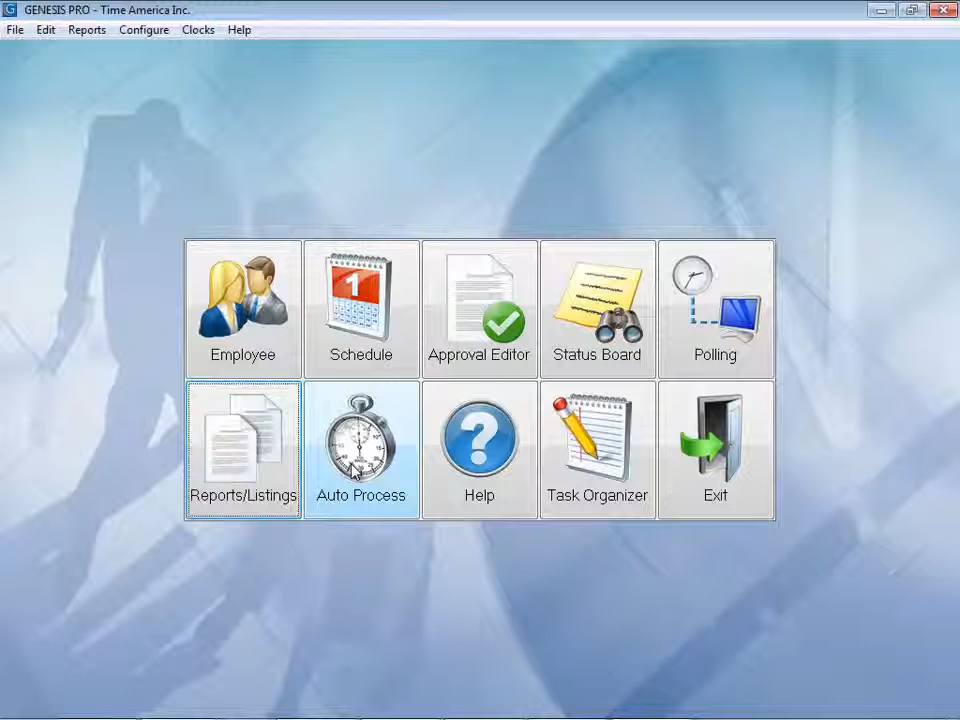 GENESIS PRO - Time America Inc.
File Edit Reports Configure Clocks Help
Employee Schedule Approval Editor Status Board Polling
Reports/Listings Auto Process Help Task Organizer Exit